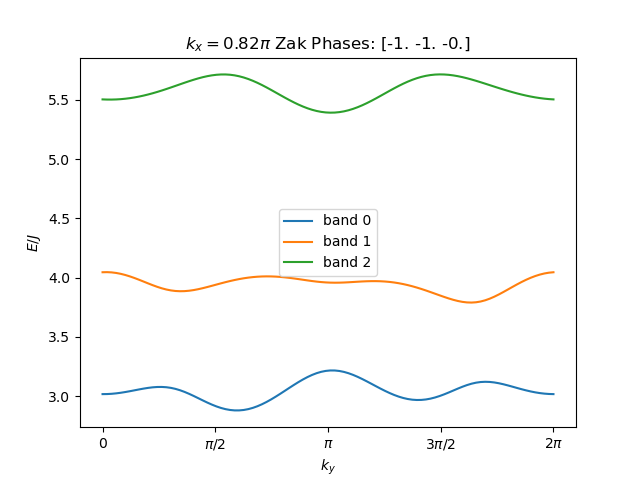 $k_x = 0.82\pi$ Zak Phases: [-1. -1. -0.]
E/J
5.5
5.0
4.5
4.0
3.5
3.0
band 0
band 1
band 2
0 π/2 π 3π/2 2π
$k_y$